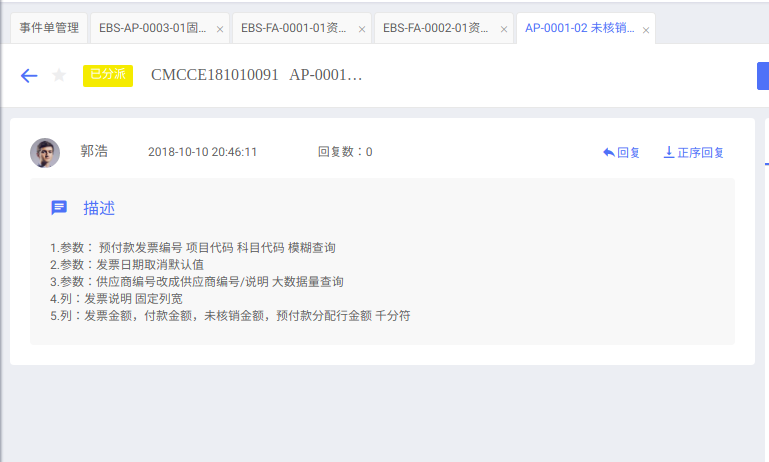 事件单管理 EBS-AP-0003-01固... × EBS-FA-0001-01资... × EBS-FA-0002-01资... × AP-0001-02 未核销... ×
已分派 CMCCE181010091 AP-0001…
郭浩 2018-10-10 20:46:11 回复数：0 回复 正序回复
描述
1.参数： 预付款发票编号 项目代码 科目代码 模糊查询
2.参数：发票日期取消默认值
3.参数：供应商编号改成供应商编号/说明 大数据量查询
4.列：发票说明 固定列宽
5.列：发票金额，付款金额，未核销金额，预付款分配行金额 千分符